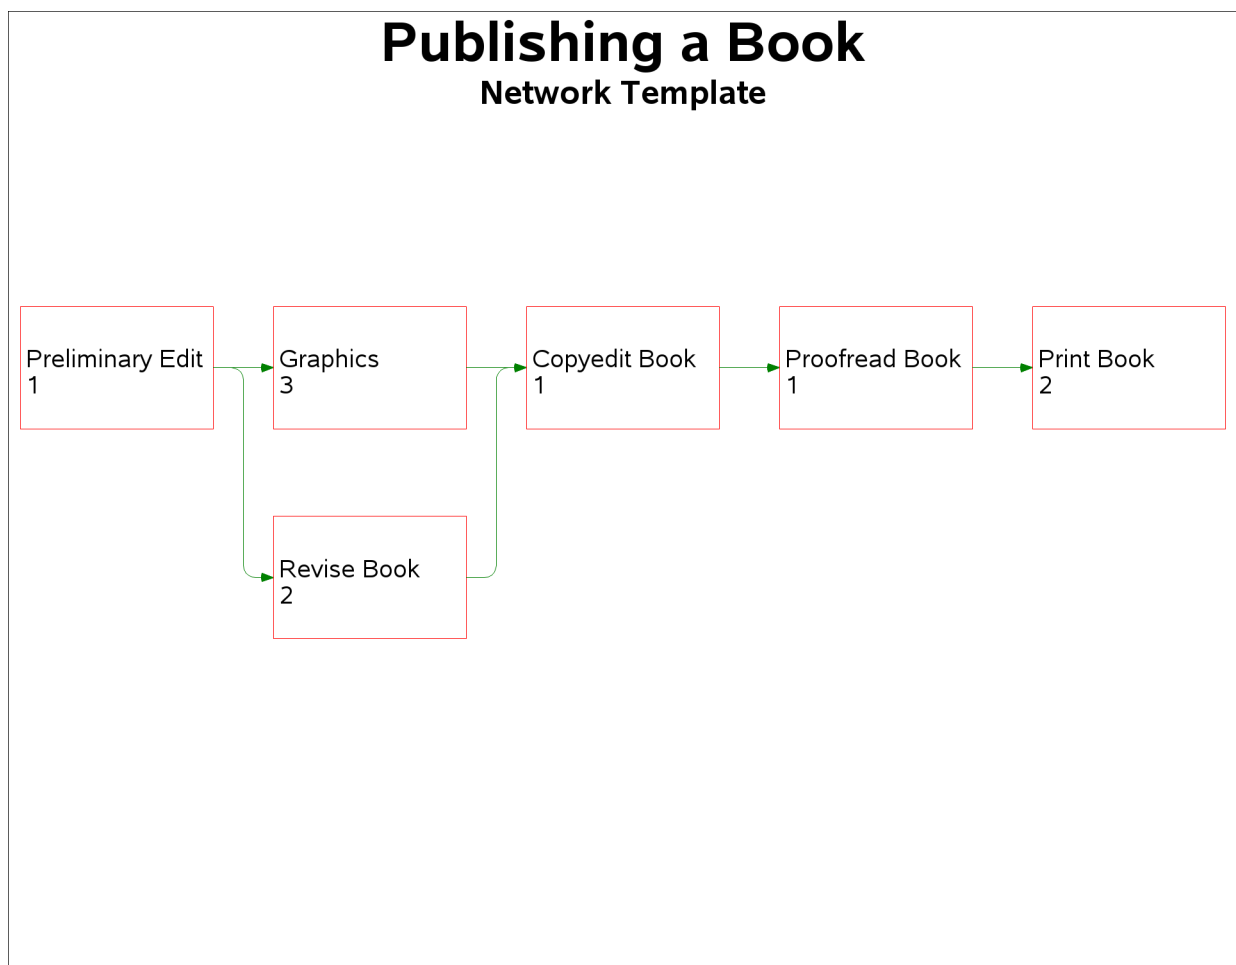 Publishing a Book
Network Template
Preliminary Edit
1
Graphics
3
Copyedit Book
1
Proofread Book
1
Print Book
2
Revise Book
2